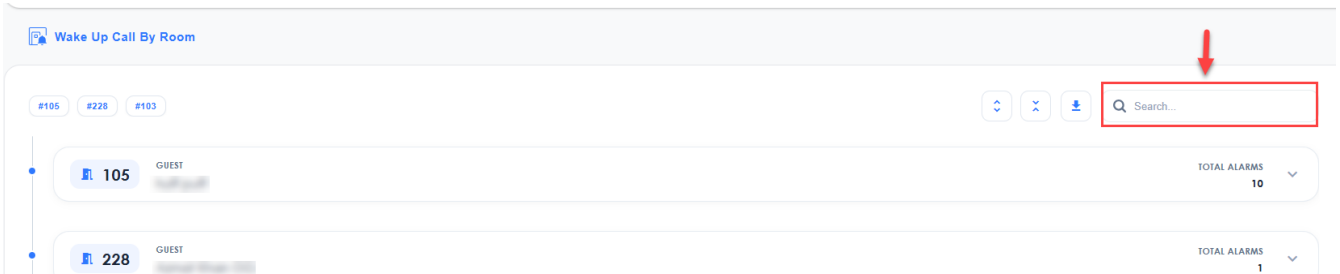 Wake Up Call By Room
#105 #228 #103
Search...
105 GUEST TOTAL ALARMS
10
228 GUEST TOTAL ALARMS
1